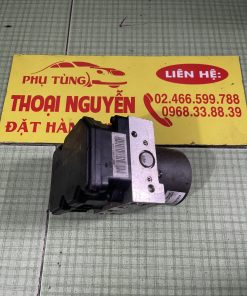 PHỤ TÙNG
LIÊN HỆ:
THOẠI NGUYỄN
02.466.599.788
0968.33.88.39
ĐẶT HÀN